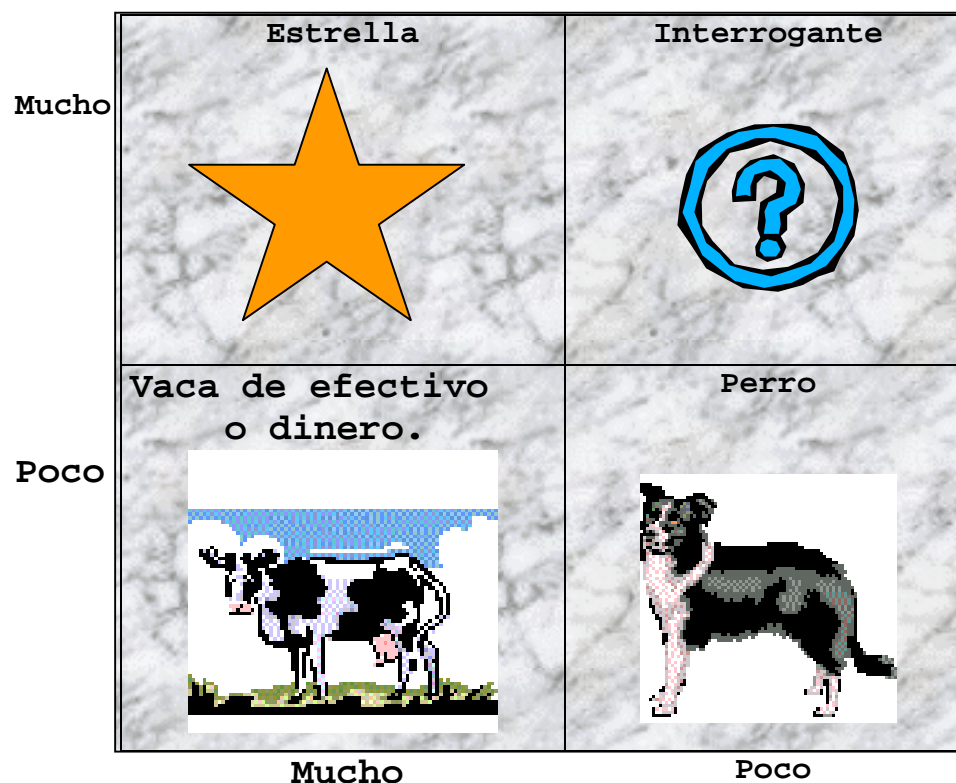 Estrella
Interrogante
Mucho
Vaca de efectivo
o dinero.
Perro
Poco
Mucho
Poco